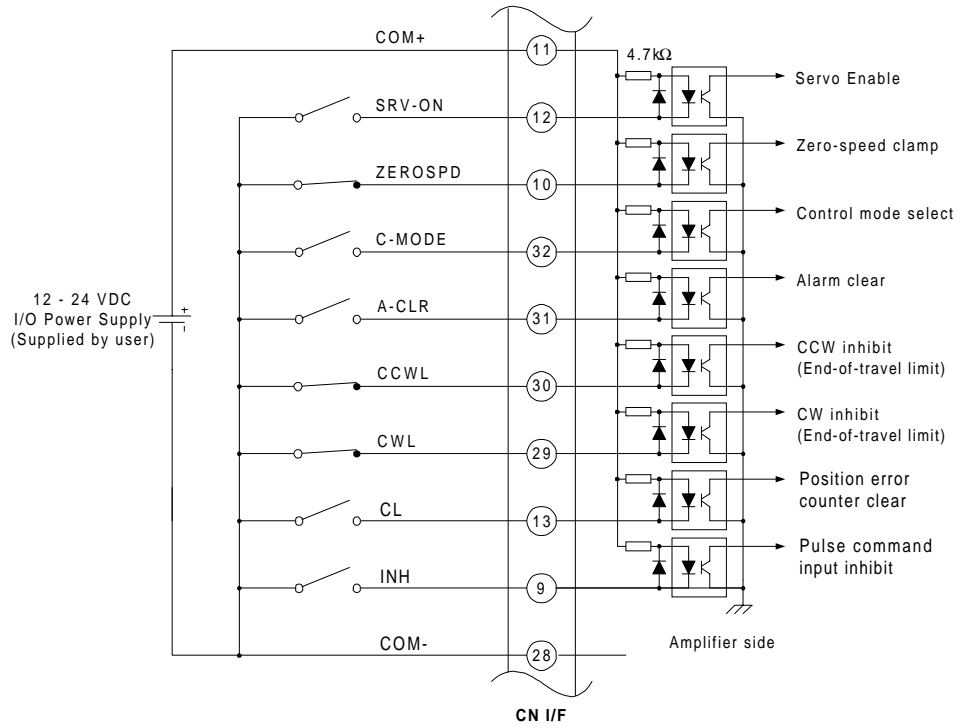 COM+
11
4.7kΩ
Servo Enable
SRV-ON
12
Zero-speed clamp
ZEROSPD
10
Control mode select
C-MODE
32
Alarm clear
A-CLR
31
12 - 24 VDC
I/O Power Supply
(Supplied by user)
+
-
CCW inhibit
(End-of-travel limit)
CCWL
30
CW inhibit
(End-of-travel limit)
CWL
29
Position error
counter clear
CL
13
Pulse command
input inhibit
INH
9
Amplifier side
COM-
28
CN I/F